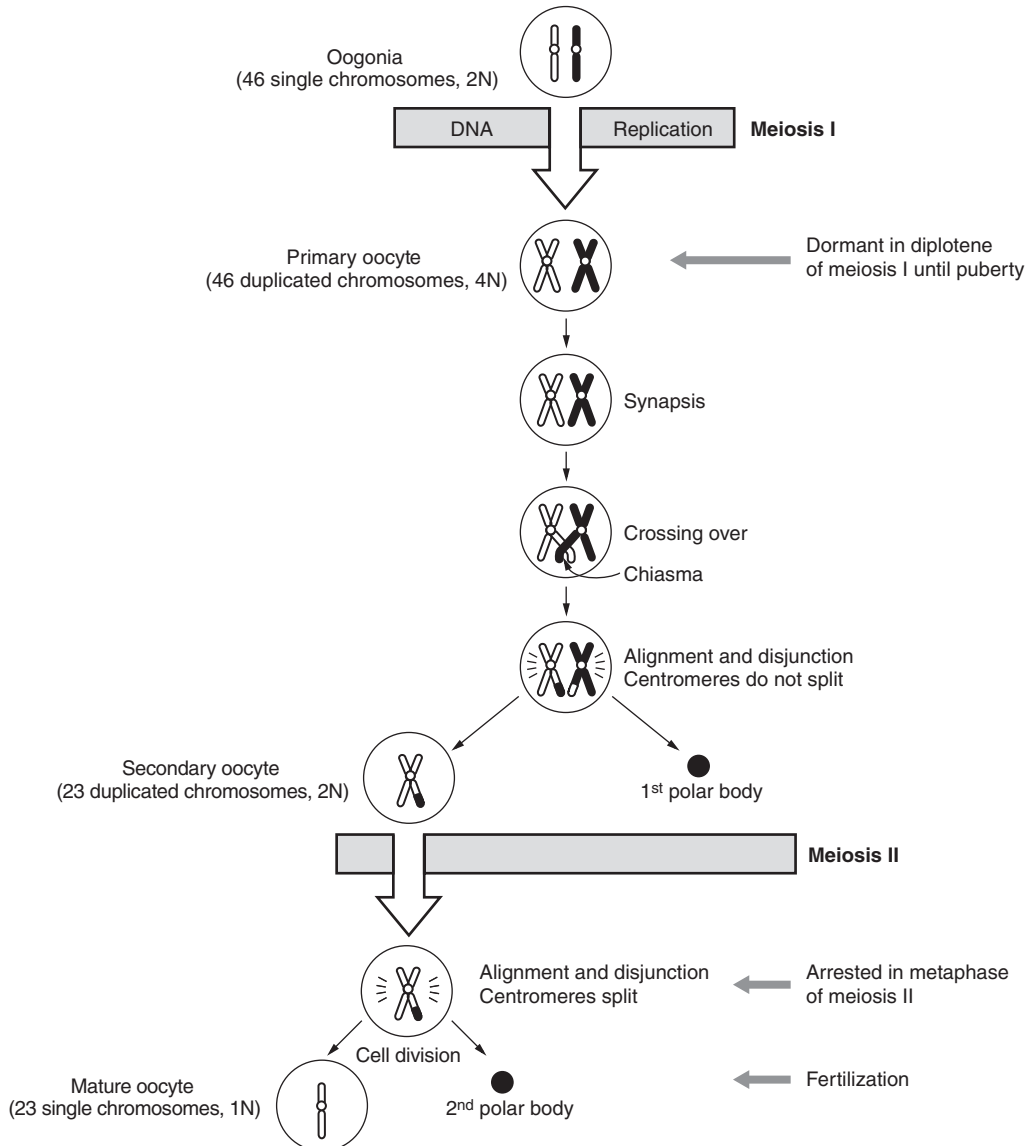 Oogonia
(46 single chromosomes, 2N)
DNA
Replication
Meiosis I
Primary oocyte
(46 duplicated chromosomes, 4N)
Dormant in diplotene
of meiosis I until puberty
Synapsis
Crossing over
Chiasma
Alignment and disjunction
Centromeres do not split
Secondary oocyte
(23 duplicated chromosomes, 2N)
1st polar body
Meiosis II
Alignment and disjunction
Centromeres split
Arrested in metaphase
of meiosis II
Cell division
Mature oocyte
(23 single chromosomes, 1N)
2nd polar body
Fertilization